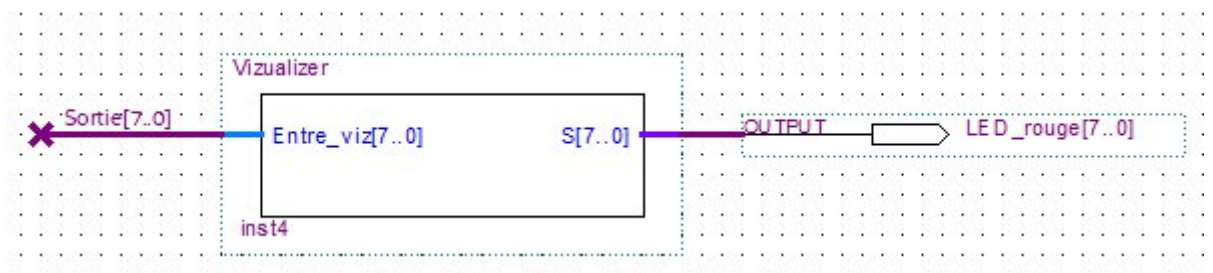 Vizualizer
Sortie[7..0]
Entre_viz[7..0]
S[7..0]
OUTPUT
LED_rouge[7..0]
inst4